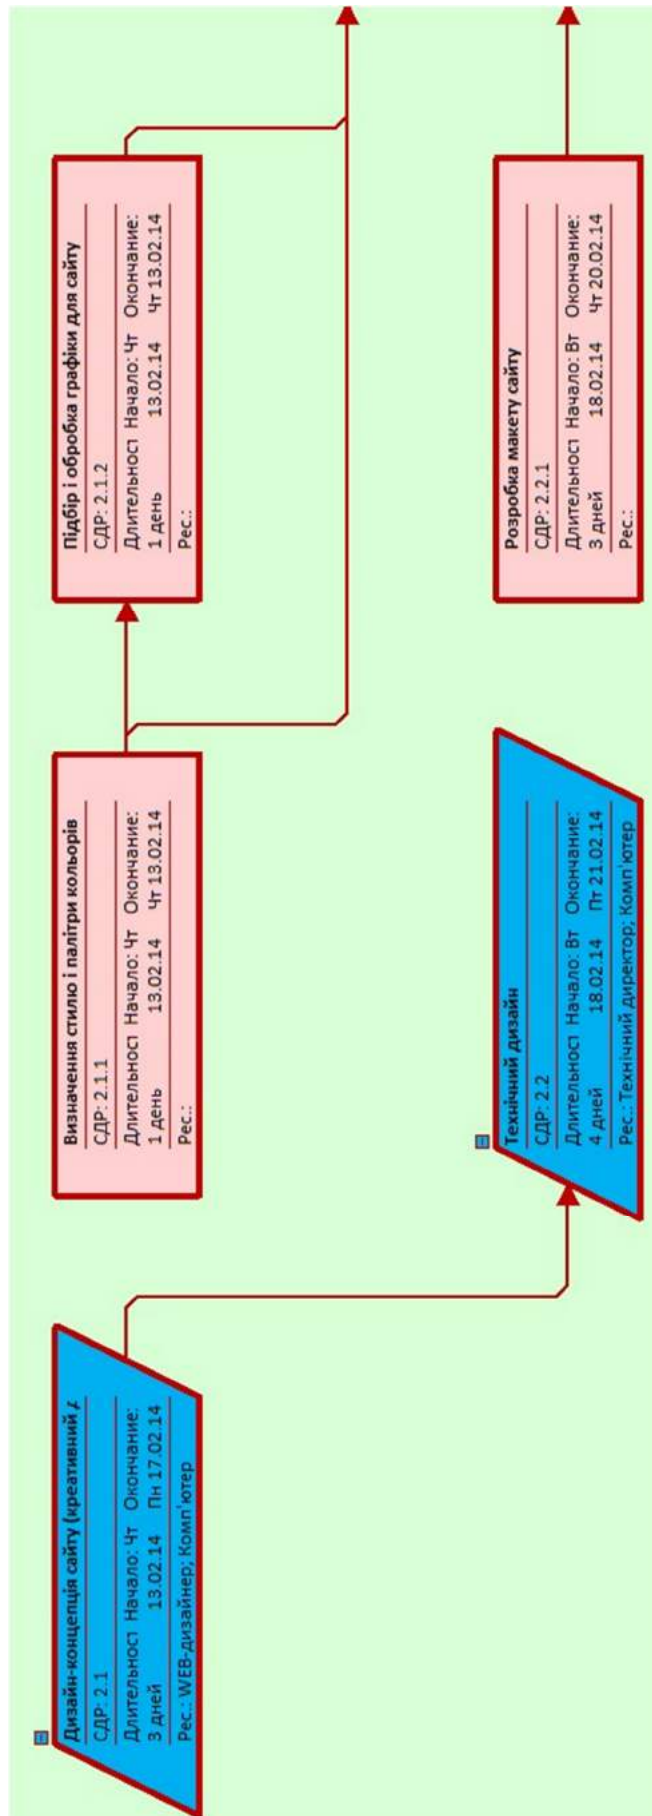 Дизайн-концепція сайту (креативний д
СДР: 2.1
Длительност Начало: Чт Окончание:
3 дней 13.02.14 Пн 17.02.14
Рес.: WEB-дизайнер; Комп'ютер
Визначення стилю і палітри кольорів
СДР: 2.1.1
Длительност Начало: Чт Окончание:
1 день 13.02.14 Чт 13.02.14
Рес.:
Підбір і обробка графіки для сайту
СДР: 2.1.2
Длительност Начало: Чт Окончание:
1 день 13.02.14 Чт 13.02.14
Рес.:
Технічний дизайн
СДР: 2.2
Длительност Начало: Вт Окончание:
4 дней 18.02.14 Пт 21.02.14
Рес.: Технічний директор; Комп'ютер
Розробка макету сайту
СДР: 2.2.1
Длительност Начало: Вт Окончание:
3 дней 18.02.14 Чт 20.02.14
Рес.: